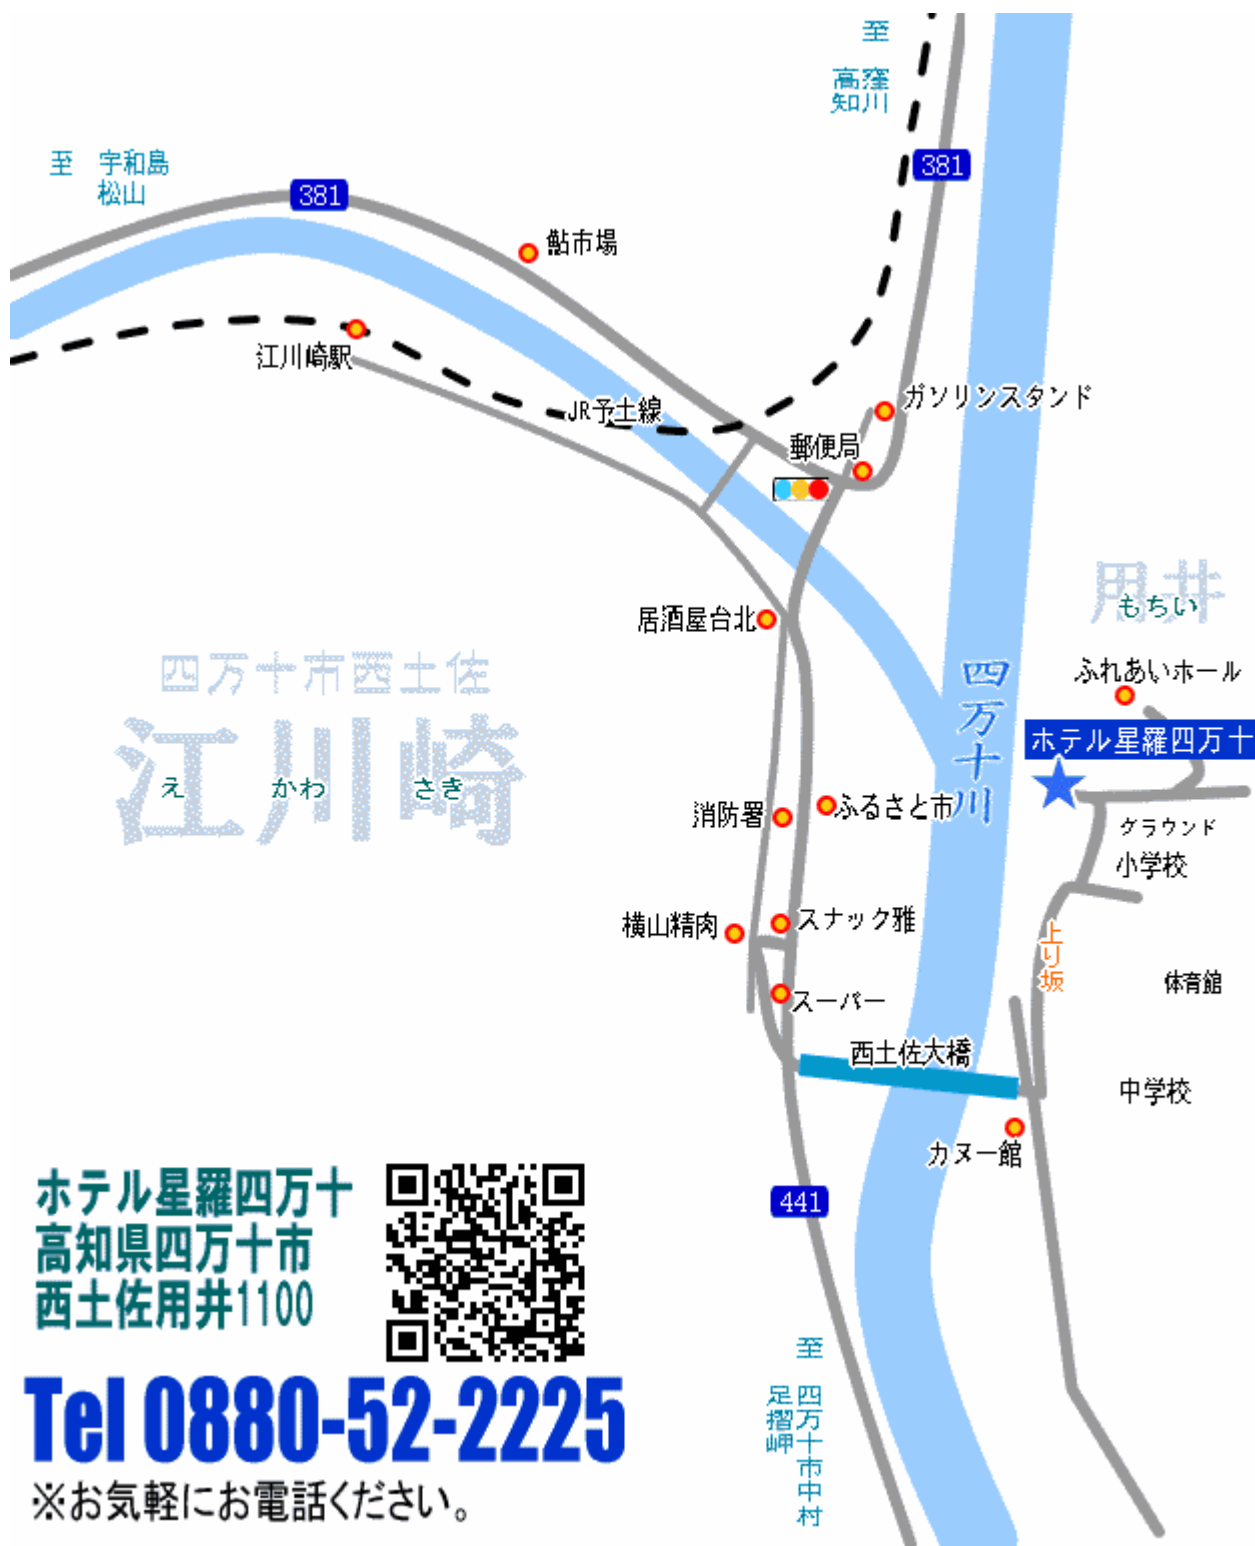 至
高知
窪川
至 宇和島
松山
381
381
鮎市場
江川崎駅
JR予土線
ガソリンスタンド
郵便局
用井
もちい
居酒屋台北
四万十市西土佐
江川崎
え かわ さき
四万十川
ふれあいホール
ホテル星羅四万十
消防署
ふるさと市
グラウンド
小学校
横山精肉
スナック雅
上り坂
体育館
スーパー
西土佐大橋
中学校
カヌー館
441
ホテル星羅四万十
高知県四万十市
西土佐用井1100
至
四万十市中村
足摺岬
Tel 0880-52-2225
※お気軽にお電話ください。